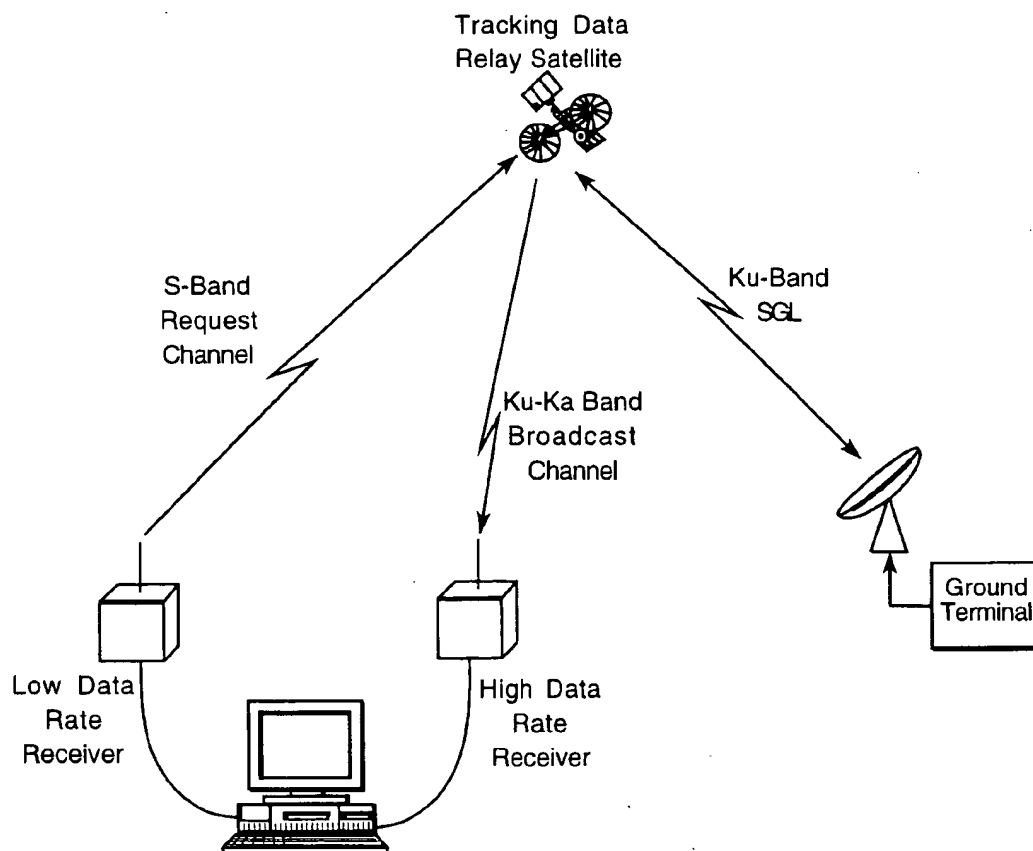 Tracking Data
Relay Satellite
S-Band
Request
Channel
Ku-Band
SGL
Ku-Ka Band
Broadcast
Channel
Ground
Terminal
Low Data
Rate
Receiver
High Data
Rate
Receiver